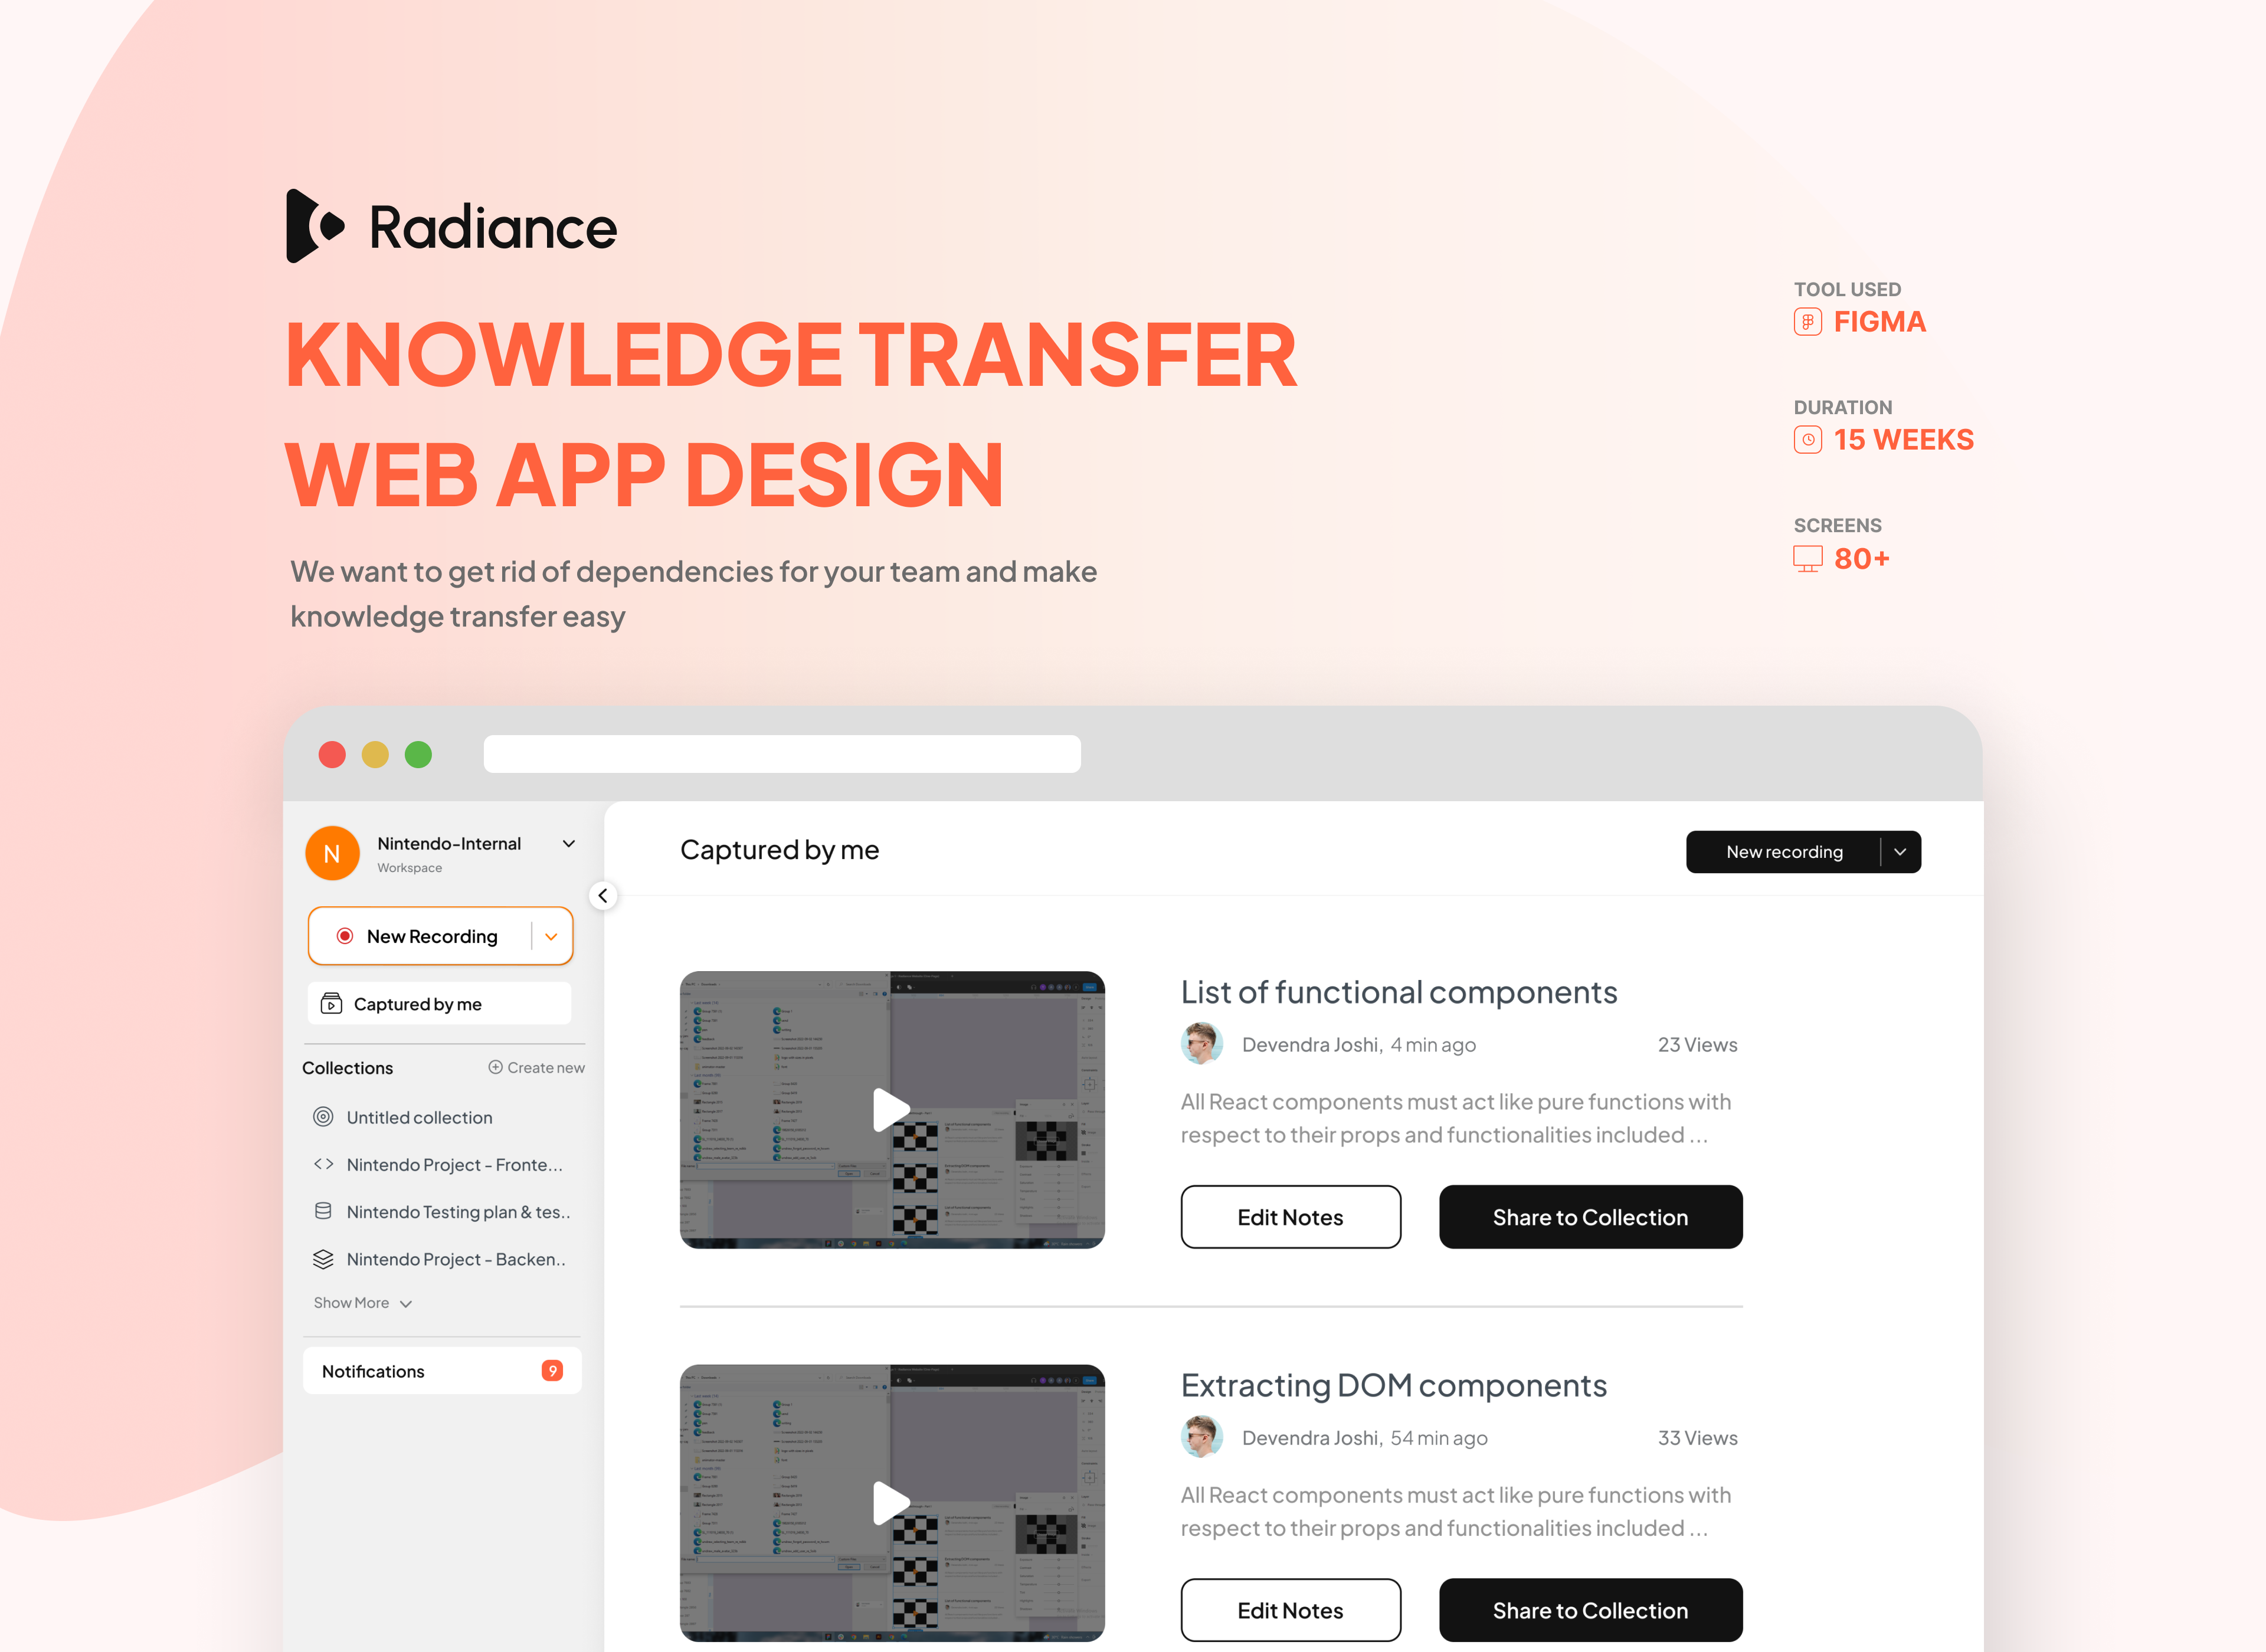 Radiance
KNOWLEDGE TRANSFER
WEB APP DESIGN
We want to get rid of dependencies for your team and make
knowledge transfer easy
TOOL USED
FIGMA
DURATION
15 WEEKS
SCREENS
80+
N
Nintendo-Internal
Workspace
New Recording
Captured by me
Collections
Create new
Untitled collection
Nintendo Project - Fronte...
Nintendo Testing plan & tes..
Nintendo Project - Backen..
Show More
Notifications
9
Captured by me
New recording
List of functional components
Devendra Joshi, 4 min ago
23 Views
All React components must act like pure functions with
respect to their props and functionalities included ...
Edit Notes
Share to Collection
Extracting DOM components
Devendra Joshi, 54 min ago
33 Views
All React components must act like pure functions with
respect to their props and functionalities included ...
Edit Notes
Share to Collection